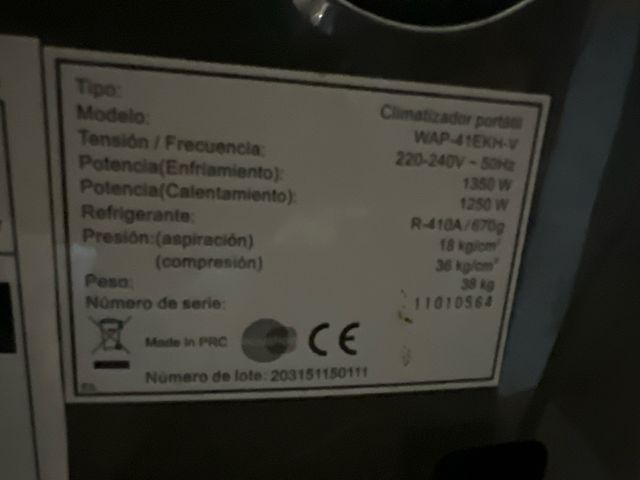 Tipo: Climatizador portátil
Modelo: WAP-41EKH-V
Tensión / Frecuencia: 220-240V ~ 50Hz
Potencia(Enfriamiento): 1350 W
Potencia(Calentamiento): 1250 W
Refrigerante: R-410A/670g
Presión:(aspiración) 18 kg/cm²
(compresión) 36 kg/cm²
Peso: 38 kg
Número de serie: 11010564
Made in PRC CE
Número de lote: 203151150111
ES